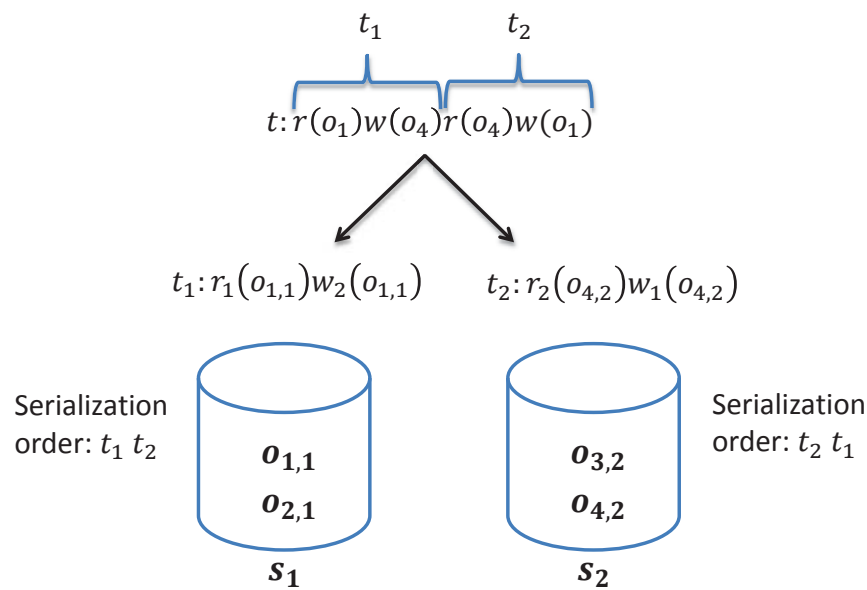 t₁ t₂
t: r(o₁)w(o₄)r(o₄)w(o₁)
t₁: r₁(o₁,₁)w₂(o₁,₁) t₂: r₂(o₄,₂)w₁(o₄,₂)
Serialization
order: t₁ t₂
o₁,₁
o₂,₁
s₁
o₃,₂
o₄,₂
s₂
Serialization
order: t₂ t₁